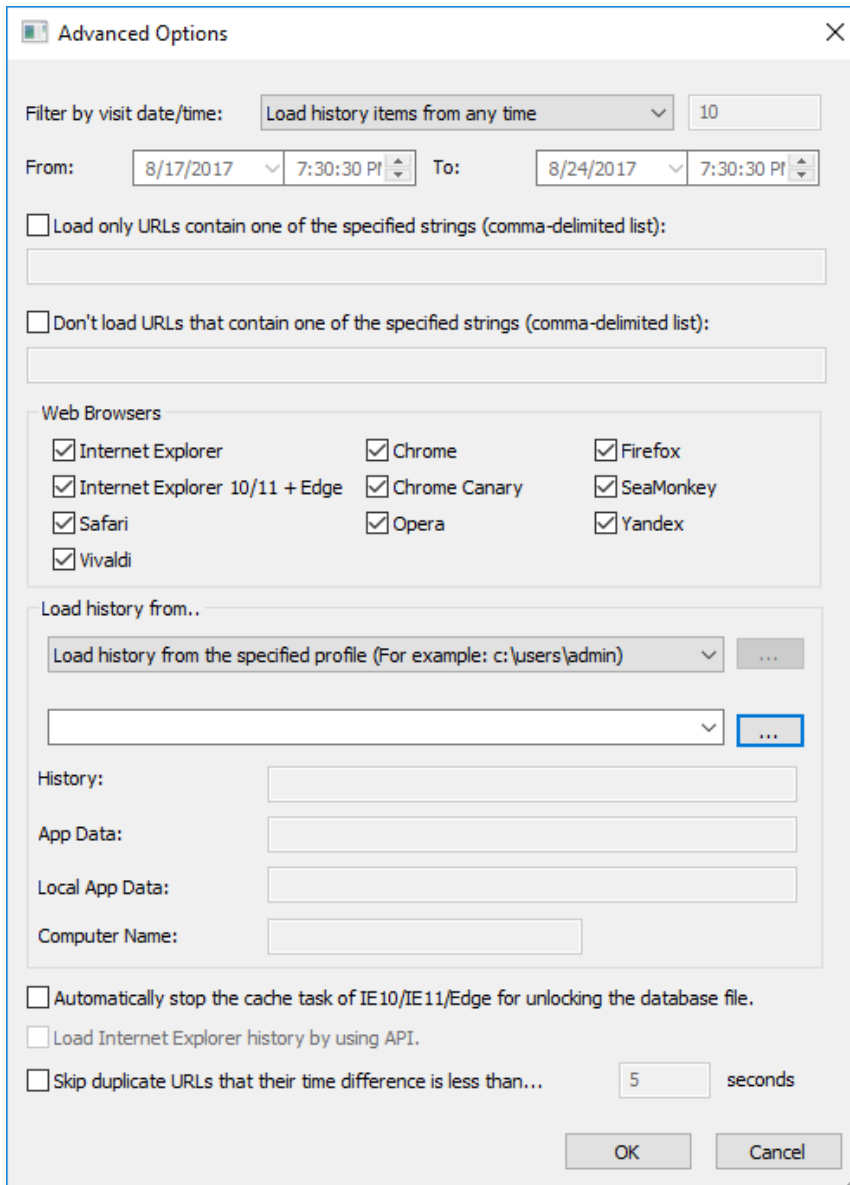 Advanced Options
Filter by visit date/time: Load history items from any time 10
From: 8/17/2017 7:30:30 PM To: 8/24/2017 7:30:30 PM
Load only URLs contain one of the specified strings (comma-delimited list):
Don't load URLs that contain one of the specified strings (comma-delimited list):
Web Browsers
Internet Explorer Chrome Firefox
Internet Explorer 10/11 + Edge Chrome Canary SeaMonkey
Safari Opera Yandex
Vivaldi
Load history from..
Load history from the specified profile (For example: c:\users\admin) ...
...
History:
App Data:
Local App Data:
Computer Name:
Automatically stop the cache task of IE10/IE11/Edge for unlocking the database file.
Load Internet Explorer history by using API.
Skip duplicate URLs that their time difference is less than... 5 seconds
OK Cancel